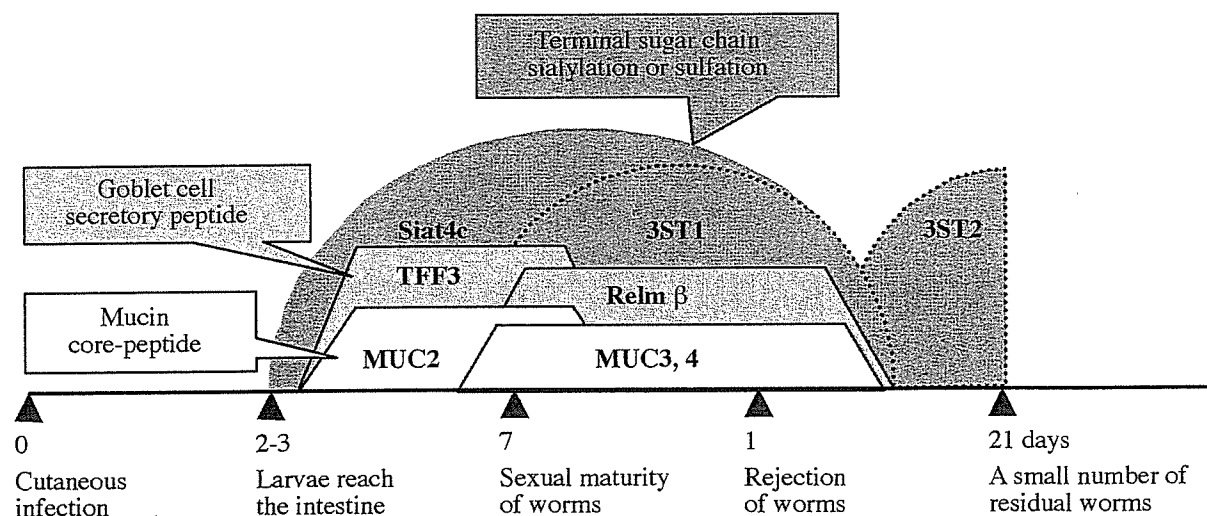 Terminal sugar chain
sialylation or sulfation
Goblet cell
secretory peptide
Siat4c
3ST1
3ST2
TFF3
Relm β
Mucin
core-peptide
MUC2
MUC3, 4
0
2-3
7
1
21 days
Cutaneous
infection
Larvae reach
the intestine
Sexual maturity
of worms
Rejection
of worms
A small number of
residual worms